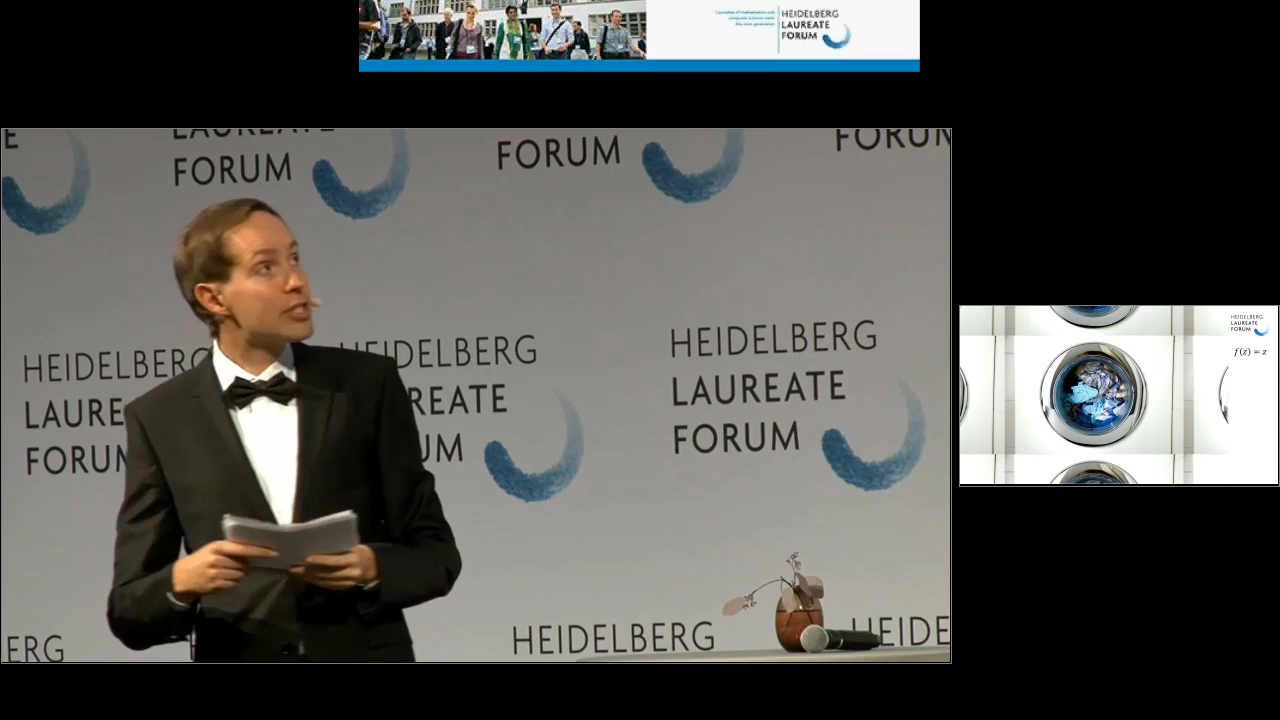 HEIDELBERG
LAUREATE
FORUM
E
LAUREATE
FORUM
FORUM
FORUM
HEIDELBERG
LAURE
FORUM
HEIDELBERG
REATE
UM
HEIDELBERG
LAUREATE
FORUM
ERG
HEIDELBERG
HEIDE
HEIDELBERG
LAUREATE
FORUM
f(z) = z